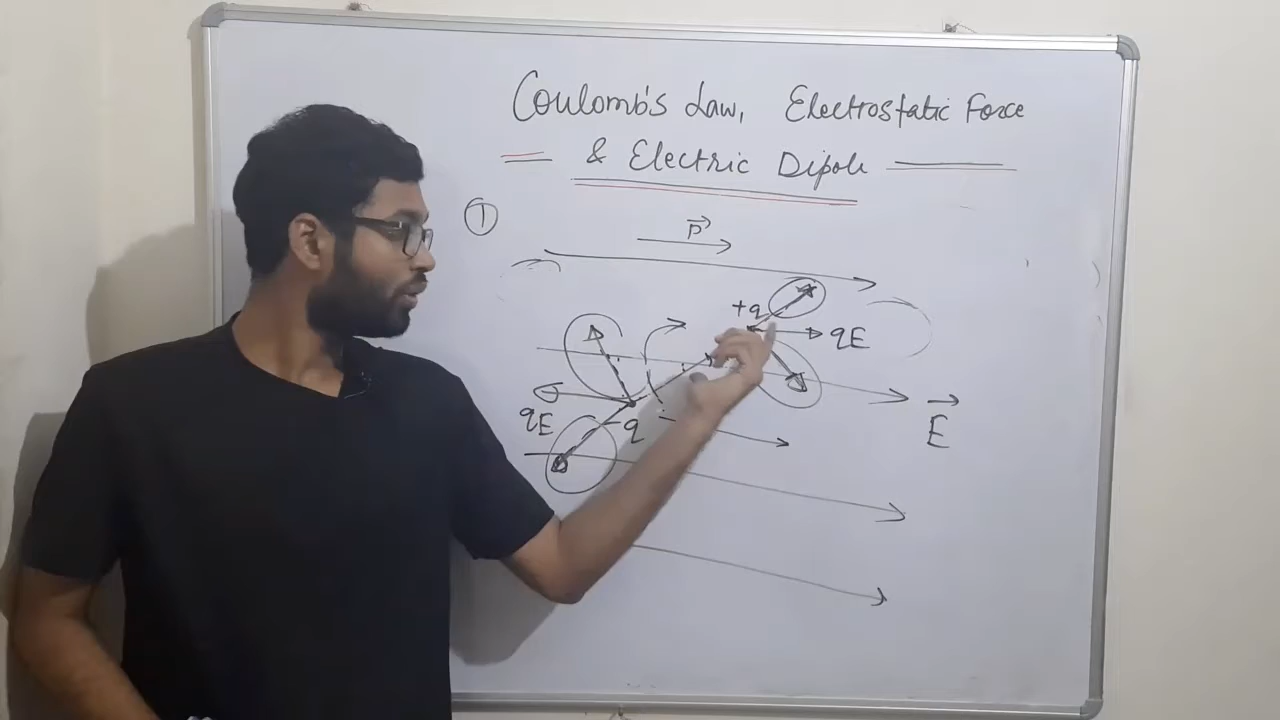 Coulomb's Law, Electrostatic Force
& Electric Dipole
①
P
+q
qE
qE
-q
E